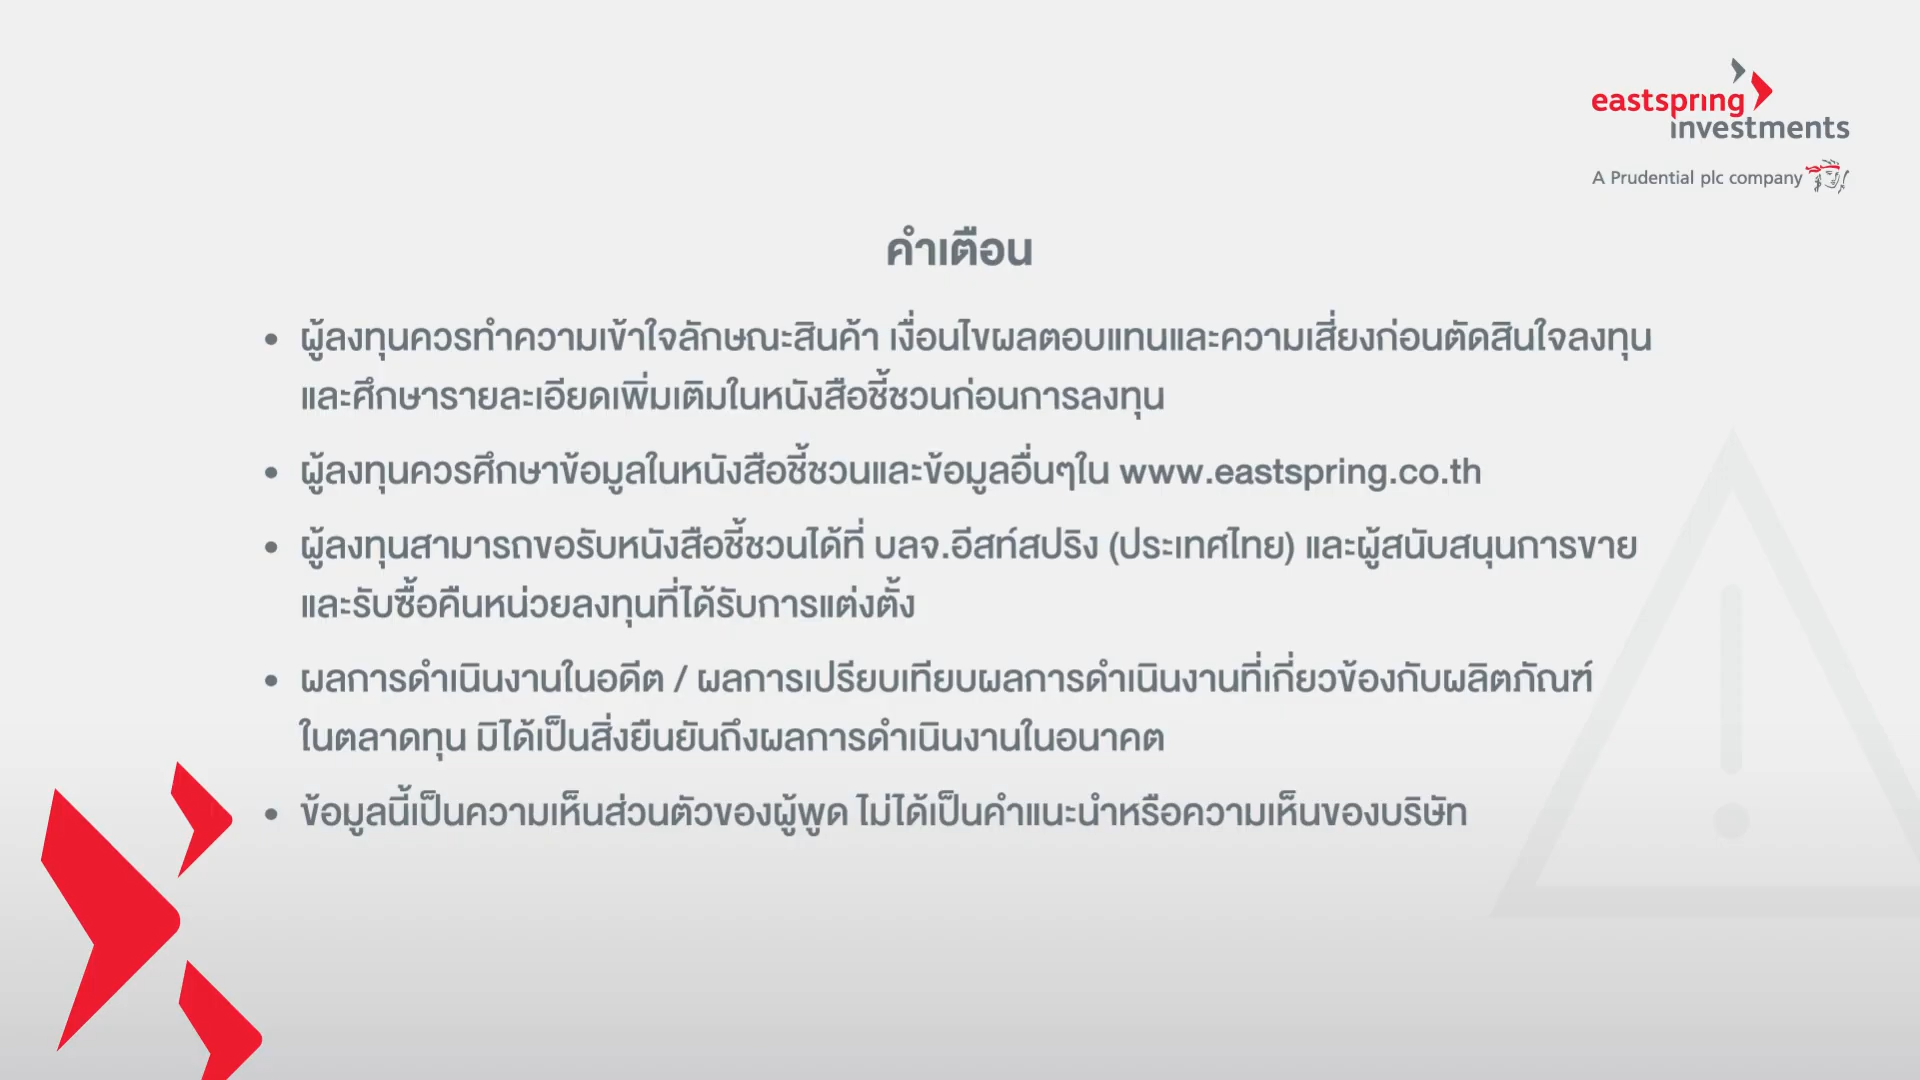 eastspring
investments
A Prudential plc company
คำเตือน
• ผู้ลงทุนควรทำความเข้าใจลักษณะสินค้า เงื่อนไขผลตอบแทนและความเสี่ยงก่อนตัดสินใจลงทุน
และศึกษารายละเอียดเพิ่มเติมในหนังสือชี้ชวนก่อนการลงทุน
• ผู้ลงทุนควรศึกษาข้อมูลในหนังสือชี้ชวนและข้อมูลอื่นๆใน www.eastspring.co.th
• ผู้ลงทุนสามารถขอรับหนังสือชี้ชวนได้ที่ บลจ.อีสท์สปริง (ประเทศไทย) และผู้สนับสนุนการขาย
และรับซื้อคืนหน่วยลงทุนที่ได้รับการแต่งตั้ง
• ผลการดำเนินงานในอดีต / ผลการเปรียบเทียบผลการดำเนินงานที่เกี่ยวข้องกับผลิตภัณฑ์
ในตลาดทุน มิได้เป็นสิ่งยืนยันถึงผลการดำเนินงานในอนาคต
• ข้อมูลนี้เป็นความเห็นส่วนตัวของผู้พูด ไม่ได้เป็นคำแนะนำหรือความเห็นของบริษัท